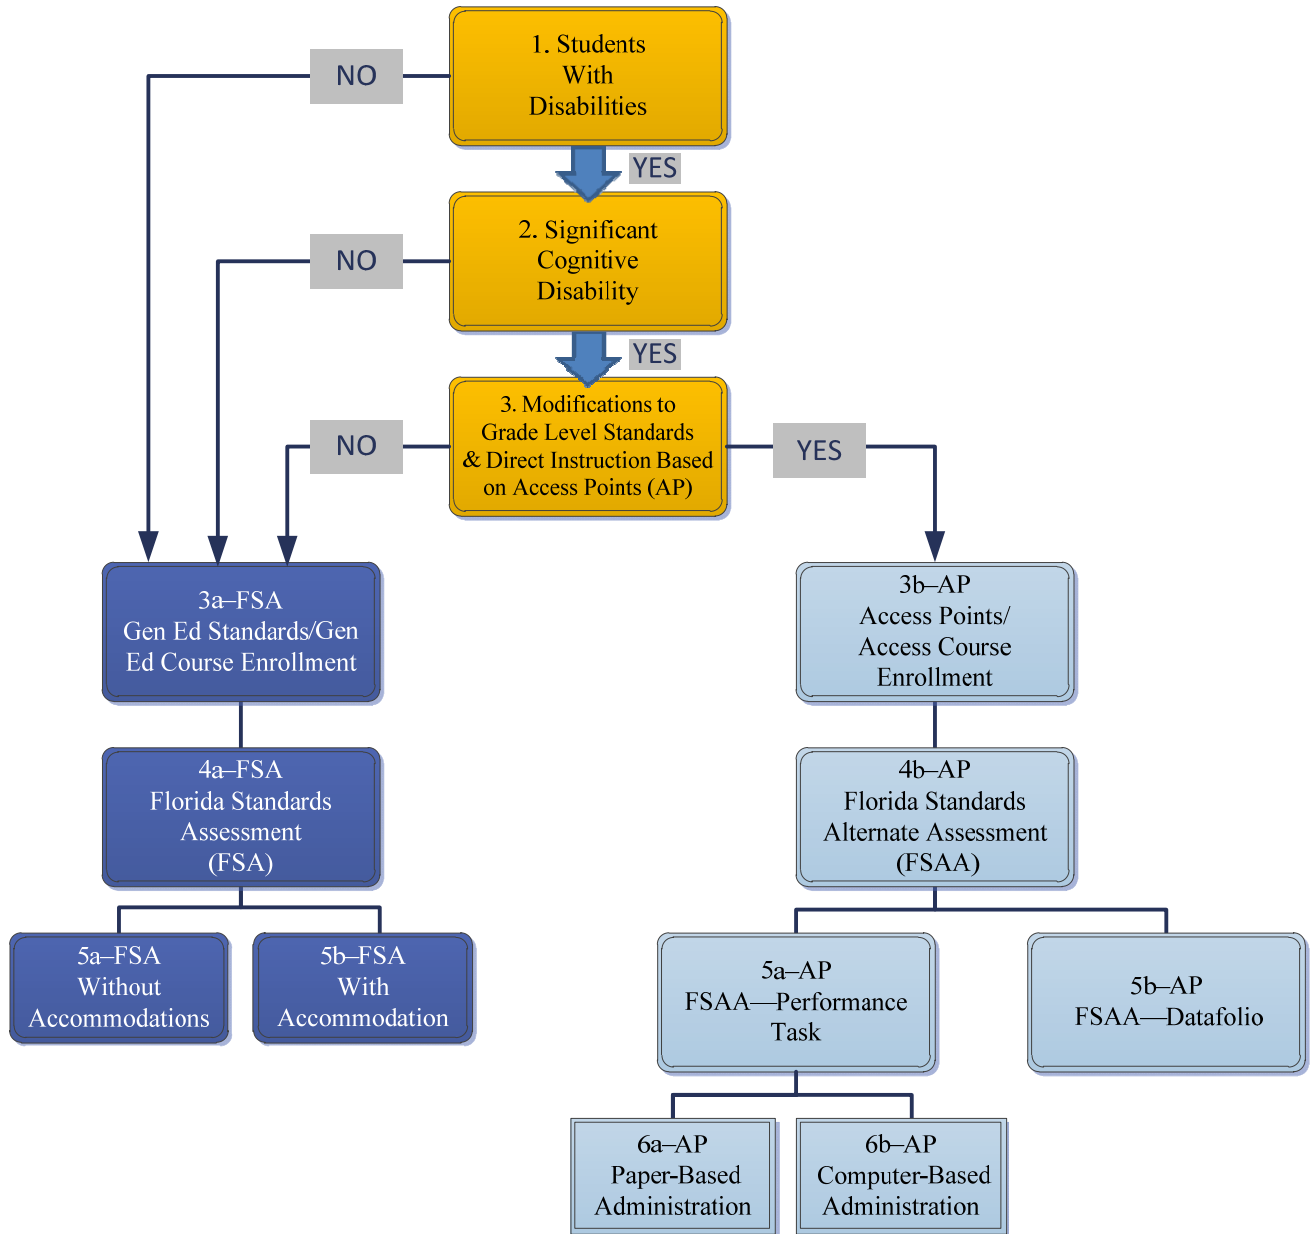 1. Students
With
Disabilities
NO
YES
2. Significant
Cognitive
Disability
NO
YES
3. Modifications to
Grade Level Standards
& Direct Instruction Based
on Access Points (AP)
NO
YES
3a–FSA
Gen Ed Standards/Gen
Ed Course Enrollment
3b–AP
Access Points/
Access Course
Enrollment
4a–FSA
Florida Standards
Assessment
(FSA)
4b–AP
Florida Standards
Alternate Assessment
(FSAA)
5a–FSA
Without
Accommodations
5b–FSA
With
Accommodation
5a–AP
FSAA—Performance
Task
5b–AP
FSAA—Datafolio
6a–AP
Paper-Based
Administration
6b–AP
Computer-Based
Administration